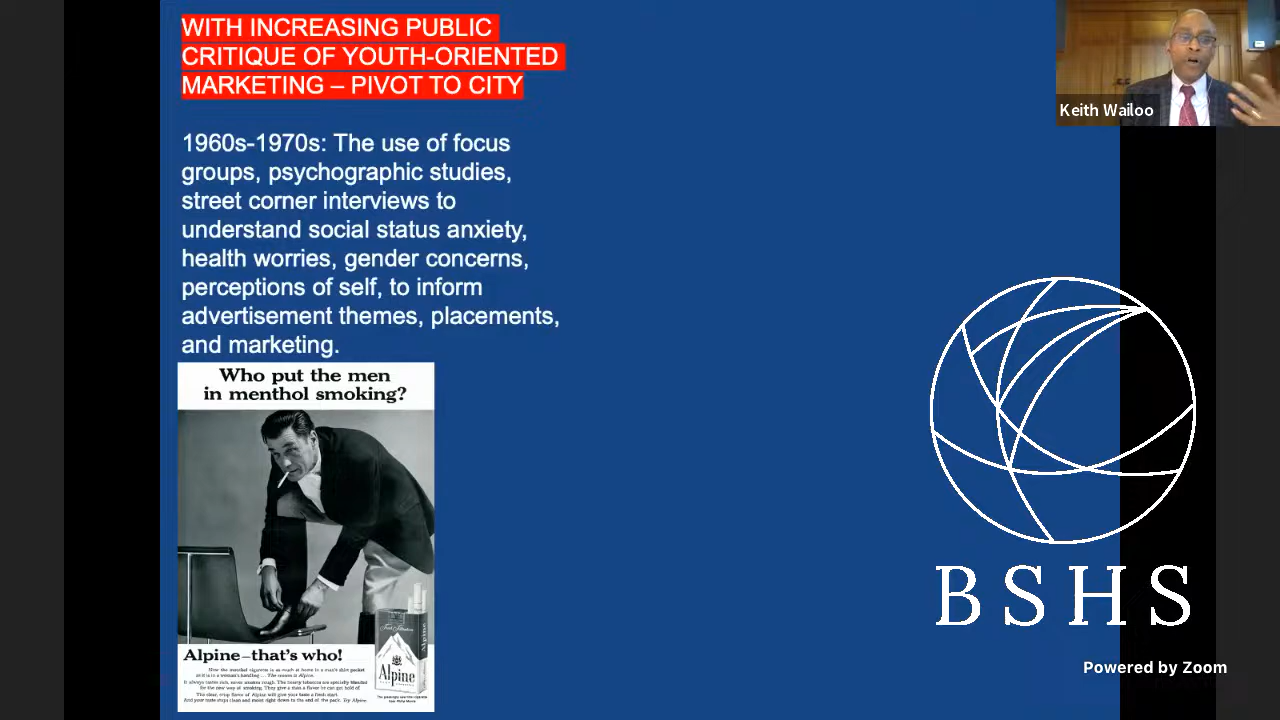 WITH INCREASING PUBLIC
CRITIQUE OF YOUTH-ORIENTED
MARKETING – PIVOT TO CITY
1960s-1970s: The use of focus
groups, psychographic studies,
street corner interviews to
understand social status anxiety,
health worries, gender concerns,
perceptions of self, to inform
advertisement themes, placements,
and marketing.
Who put the men
in menthol smoking?
Alpine–that's who!
Alpine
Keith Wailoo
BSHS
Powered by Zoom